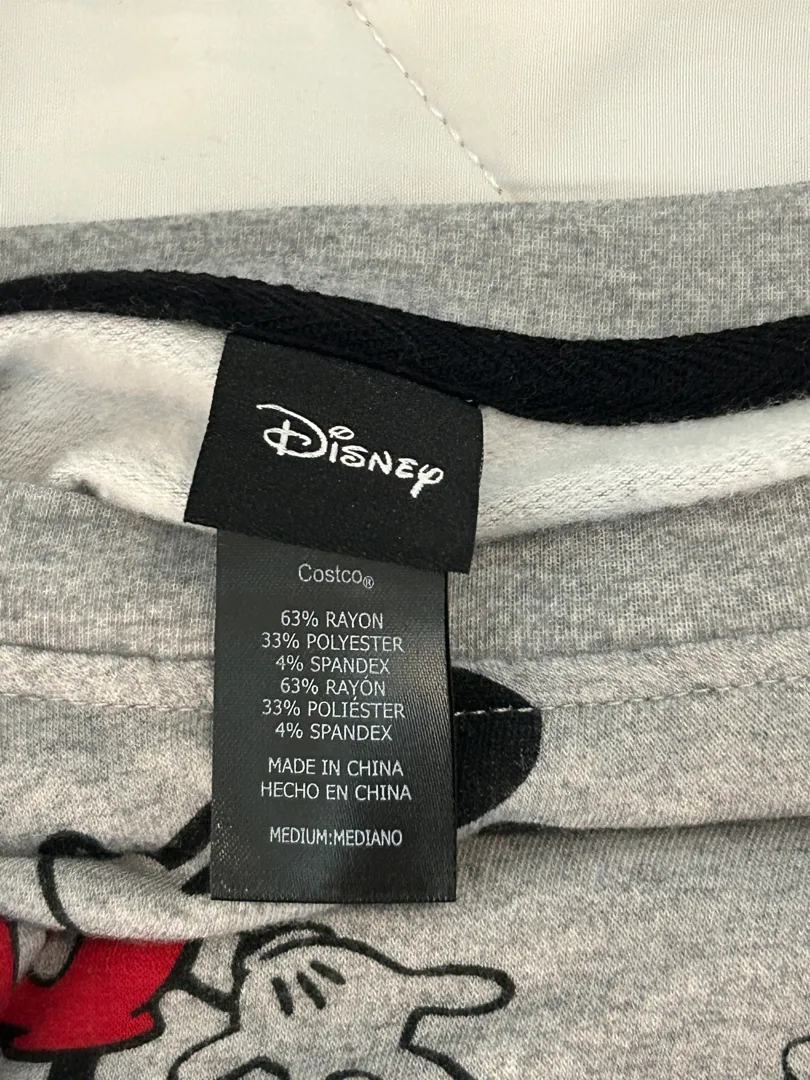 Disney
Costco®
63% RAYON
33% POLYESTER
4% SPANDEX
63% RAYÓN
33% POLIÉSTER
4% SPANDEX
MADE IN CHINA
HECHO EN CHINA
MEDIUM:MEDIANO